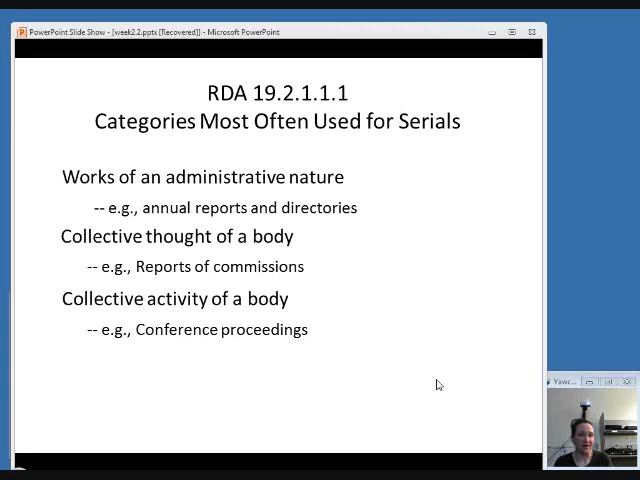 PowerPoint Slide Show - [week2.2.pptx [Recovered]] - Microsoft PowerPoint
RDA 19.2.1.1.1
Categories Most Often Used for Serials
Works of an administrative nature
-- e.g., annual reports and directories
Collective thought of a body
-- e.g., Reports of commissions
Collective activity of a body
-- e.g., Conference proceedings